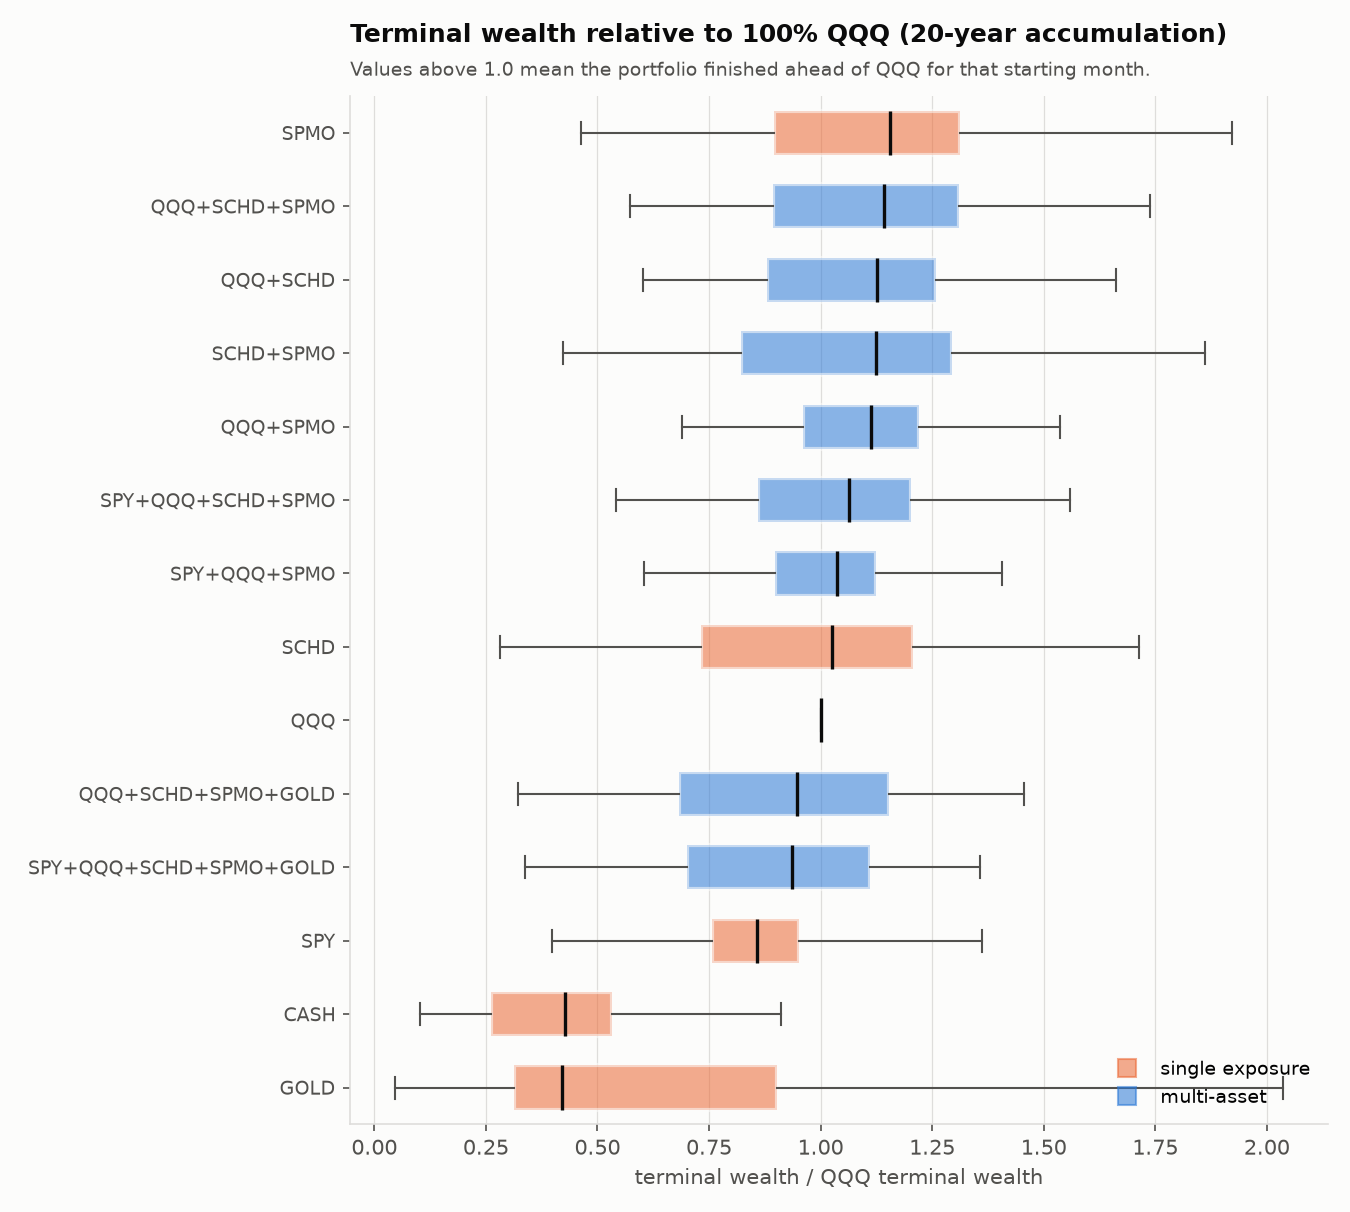 Terminal wealth relative to 100% QQQ (20-year accumulation)
Values above 1.0 mean the portfolio finished ahead of QQQ for that starting month.
SPMO
QQQ+SCHD+SPMO
QQQ+SCHD
SCHD+SPMO
QQQ+SPMO
SPY+QQQ+SCHD+SPMO
SPY+QQQ+SPMO
SCHD
QQQ
QQQ+SCHD+SPMO+GOLD
SPY+QQQ+SCHD+SPMO+GOLD
SPY
CASH
GOLD
single exposure
multi-asset
0.00 0.25 0.50 0.75 1.00 1.25 1.50 1.75 2.00
terminal wealth / QQQ terminal wealth